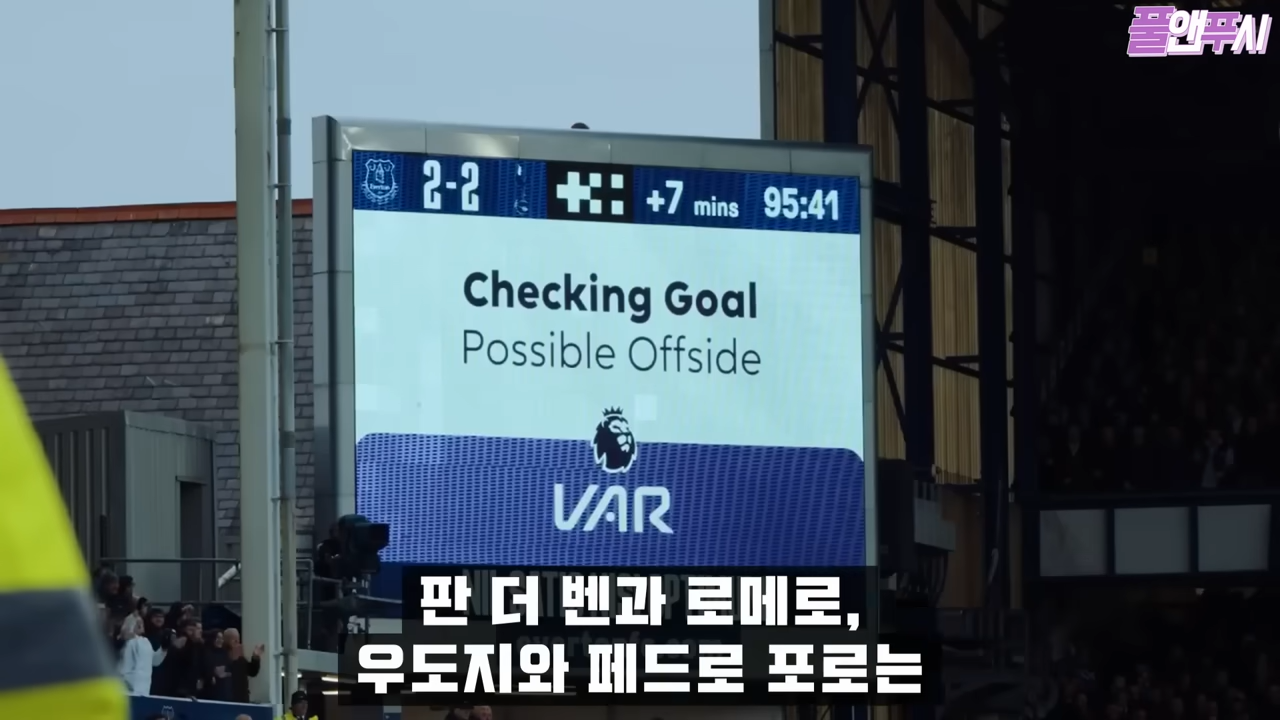 풀앤푸시
Everton
2-2
+7 mins
95:41
Checking Goal
Possible Offside
VAR
판 더 벤과 로메로,
우도지와 페드로 포로는